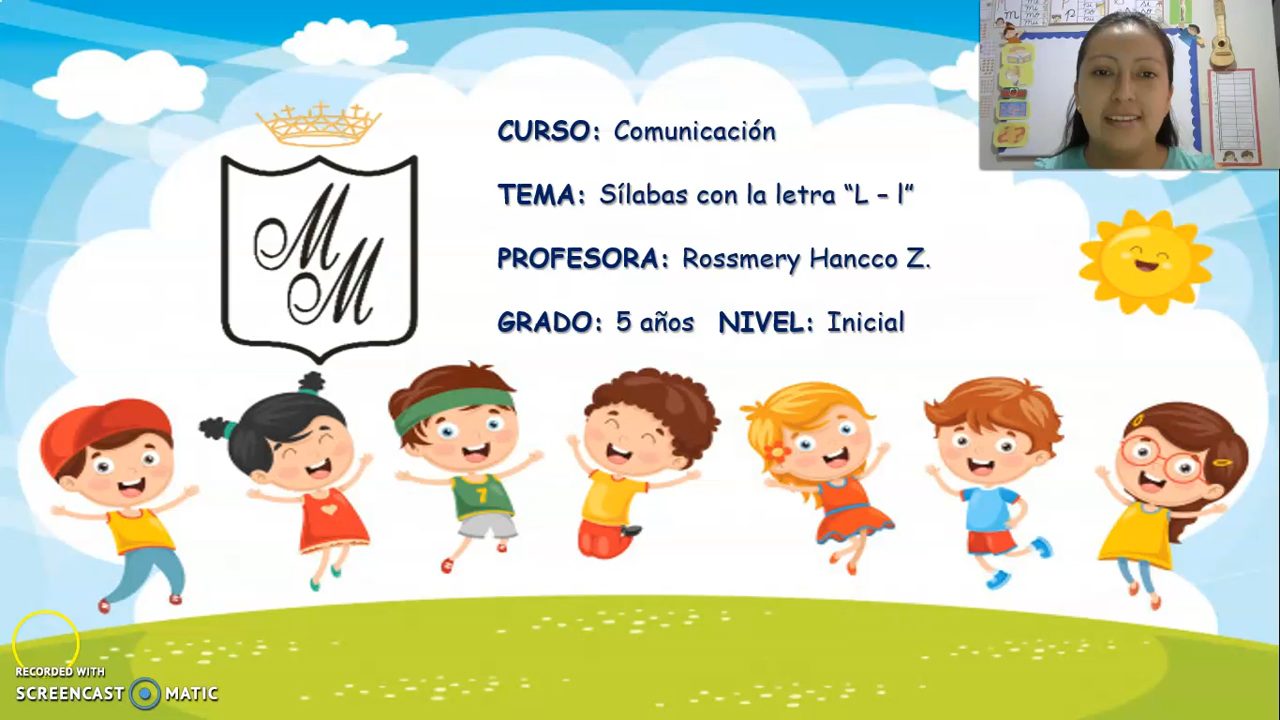 M
M
CURSO: Comunicación
TEMA: Sílabas con la letra “L – l”
PROFESORA: Rossmery Hancco Z.
GRADO: 5 años NIVEL: Inicial
7
RECORDED WITH
SCREENCAST MATIC